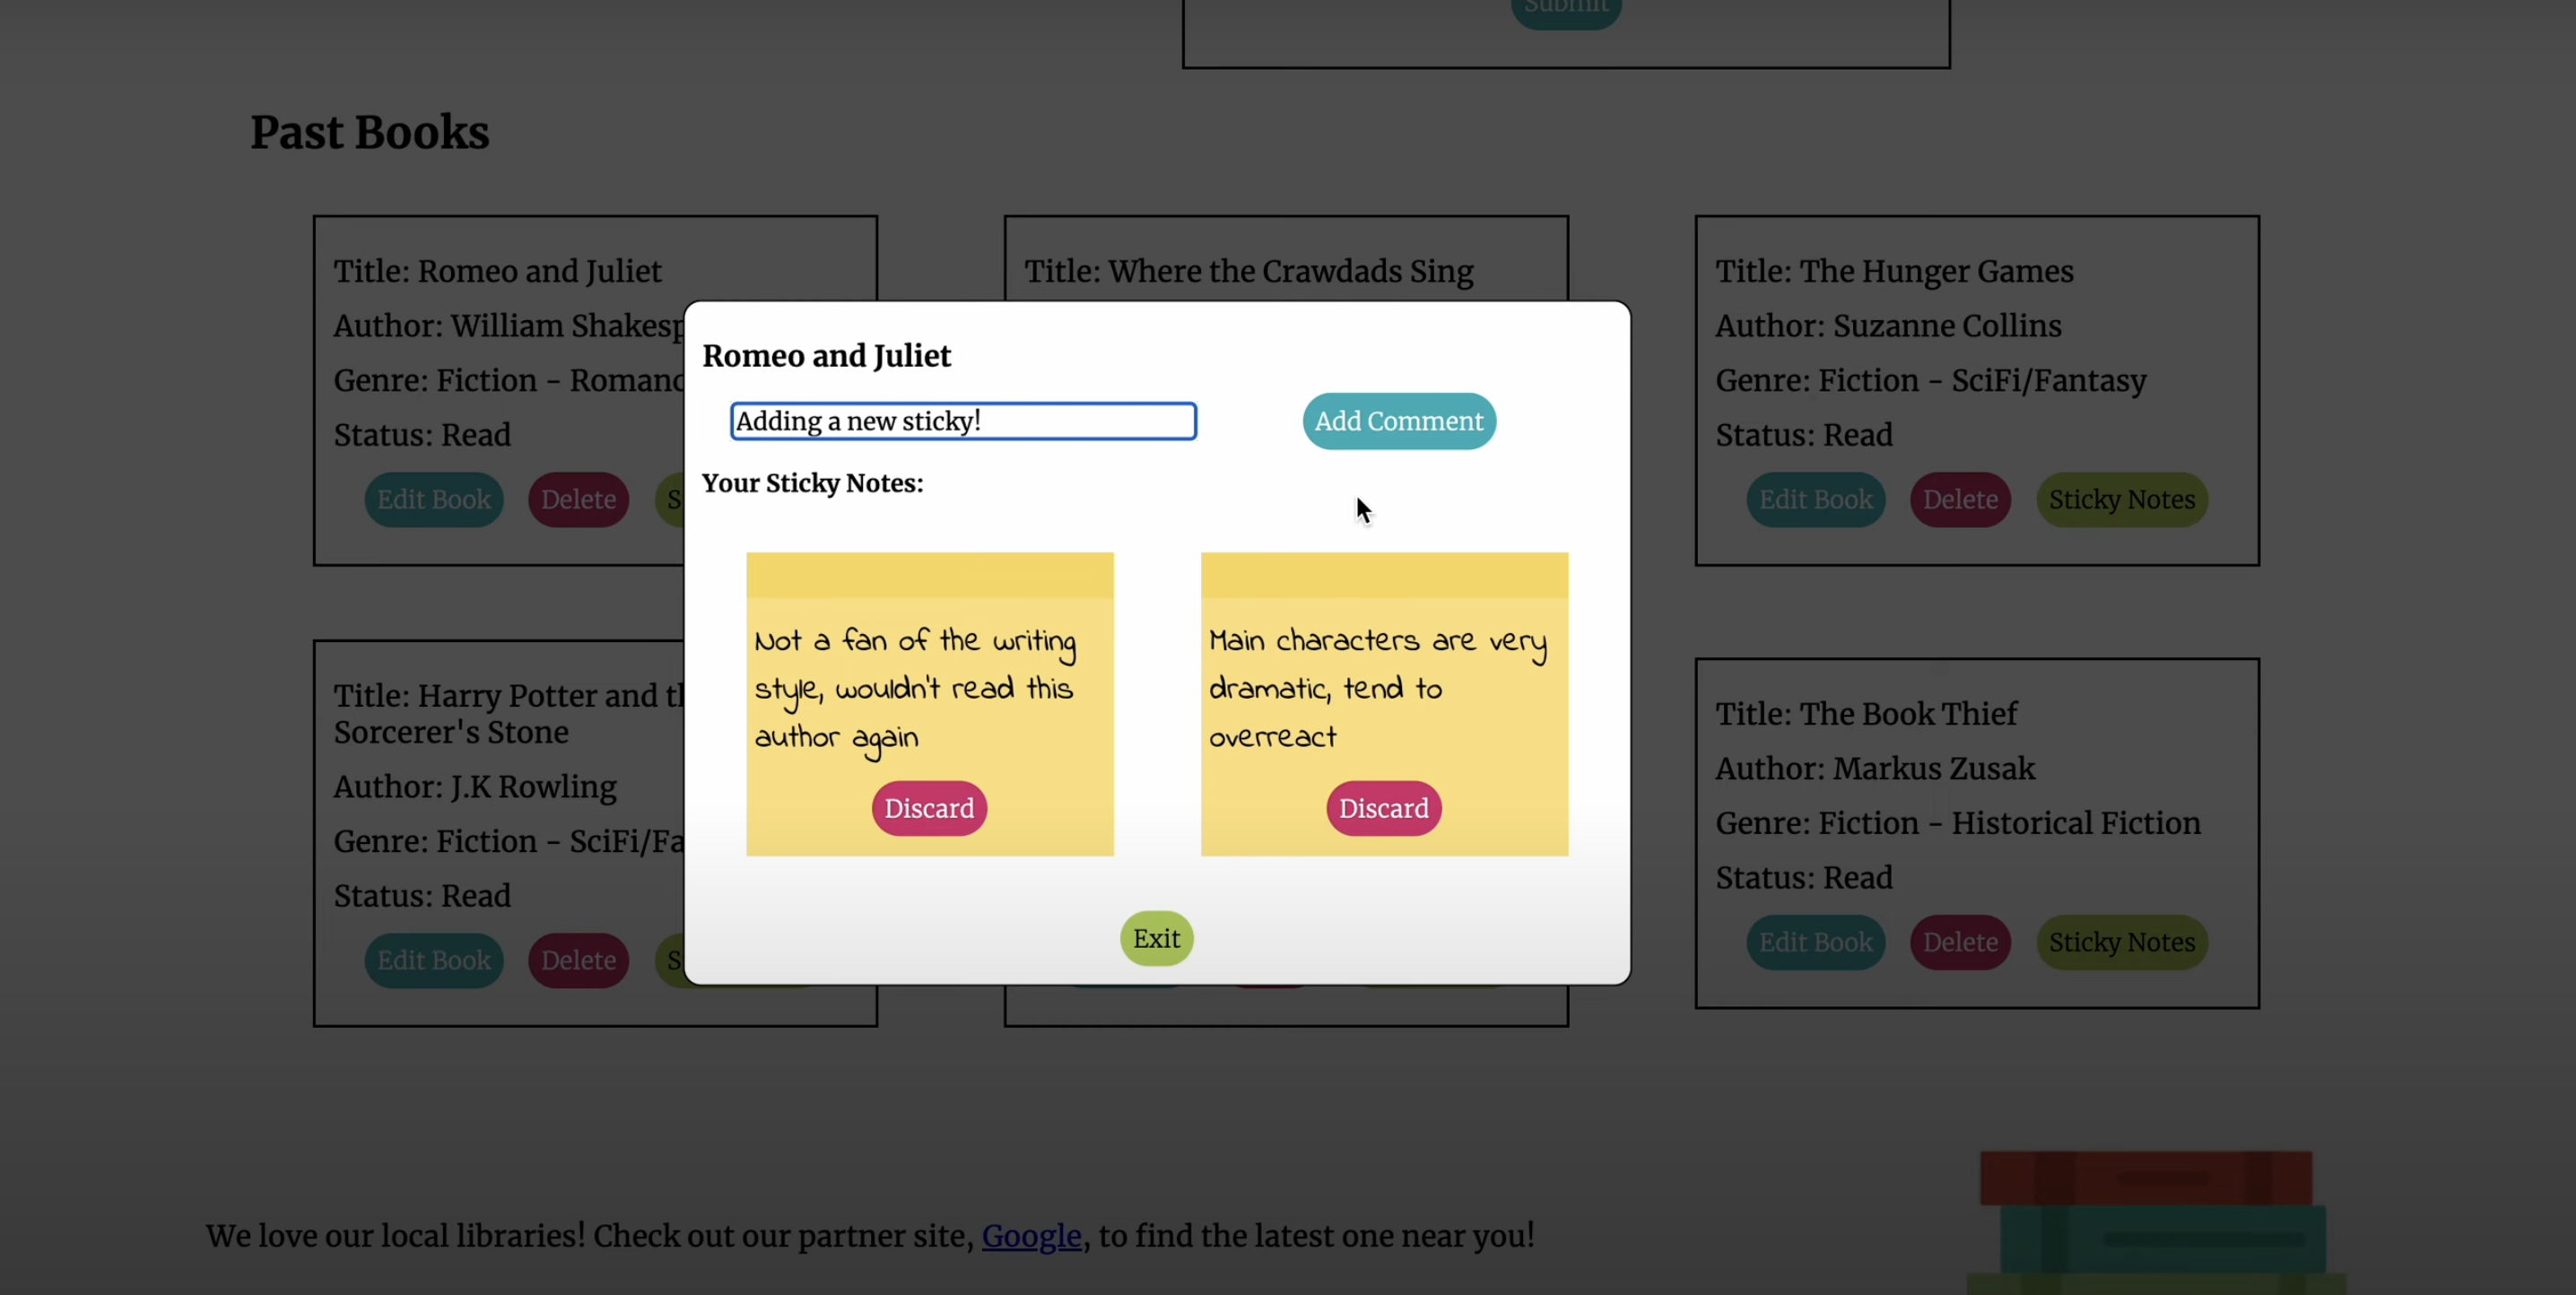 Submit
Past Books
Title: Romeo and Juliet
Author: William Shakesp
Genre: Fiction - Romanc
Status: Read
Edit Book Delete S
Title: Where the Crawdads Sing
Title: The Hunger Games
Author: Suzanne Collins
Genre: Fiction - SciFi/Fantasy
Status: Read
Edit Book Delete Sticky Notes
Romeo and Juliet
Adding a new sticky!
Add Comment
Your Sticky Notes:
Not a fan of the writing
style, wouldn't read this
author again
Discard
Main characters are very
dramatic, tend to
overreact
Discard
Exit
Title: Harry Potter and th
Sorcerer's Stone
Author: J.K Rowling
Genre: Fiction - SciFi/Fa
Status: Read
Edit Book Delete S
Title: The Book Thief
Author: Markus Zusak
Genre: Fiction - Historical Fiction
Status: Read
Edit Book Delete Sticky Notes
We love our local libraries! Check out our partner site, Google, to find the latest one near you!